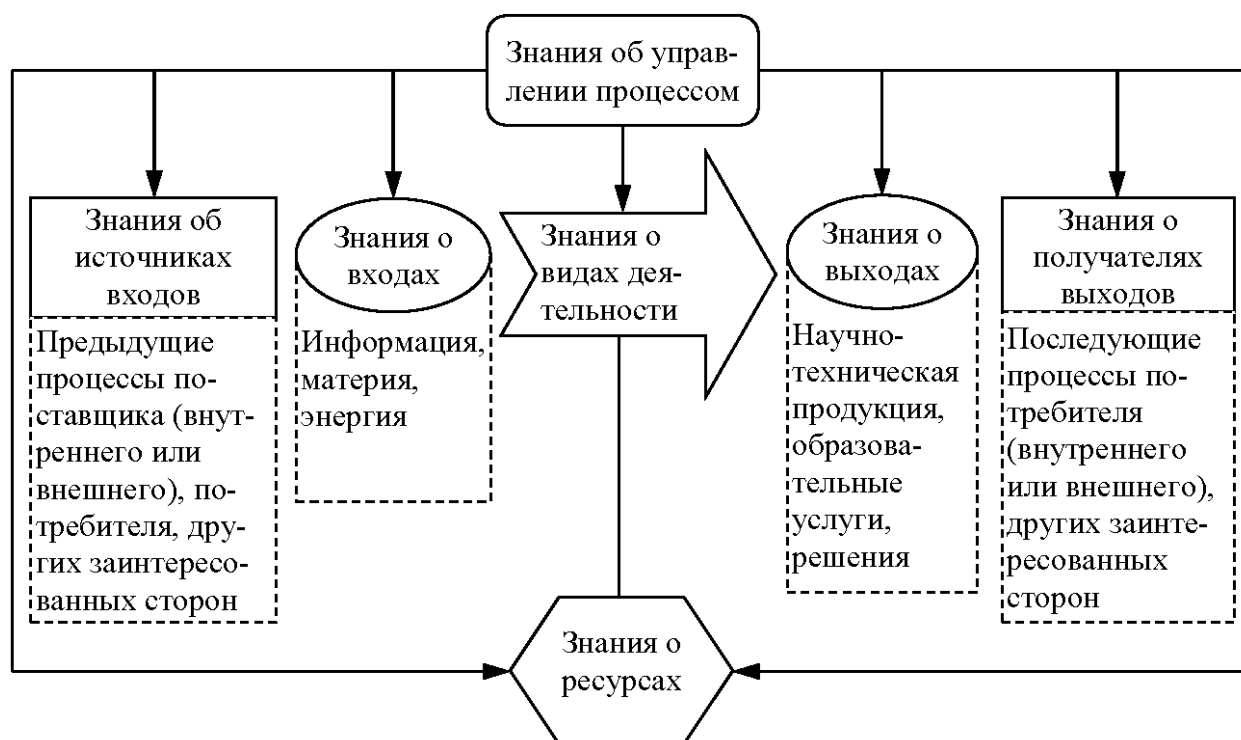 Знания об управ-
лении процессом
Знания об
источниках
входов
Предыдущие
процессы по-
ставщика (внут-
реннего или
внешнего), по-
требителя, дру-
гих заинтересо-
ванных сторон
Знания о
входах
Информация,
материя,
энергия
Знания о
видах дея-
тельности
Знания о
выходах
Научно-
техническая
продукция,
образова-
тельные
услуги,
решения
Знания о
получателях
выходов
Последующие
процессы по-
требителя
(внутреннего
или внешнего),
других заинте-
ресованных
сторон
Знания о
ресурсах